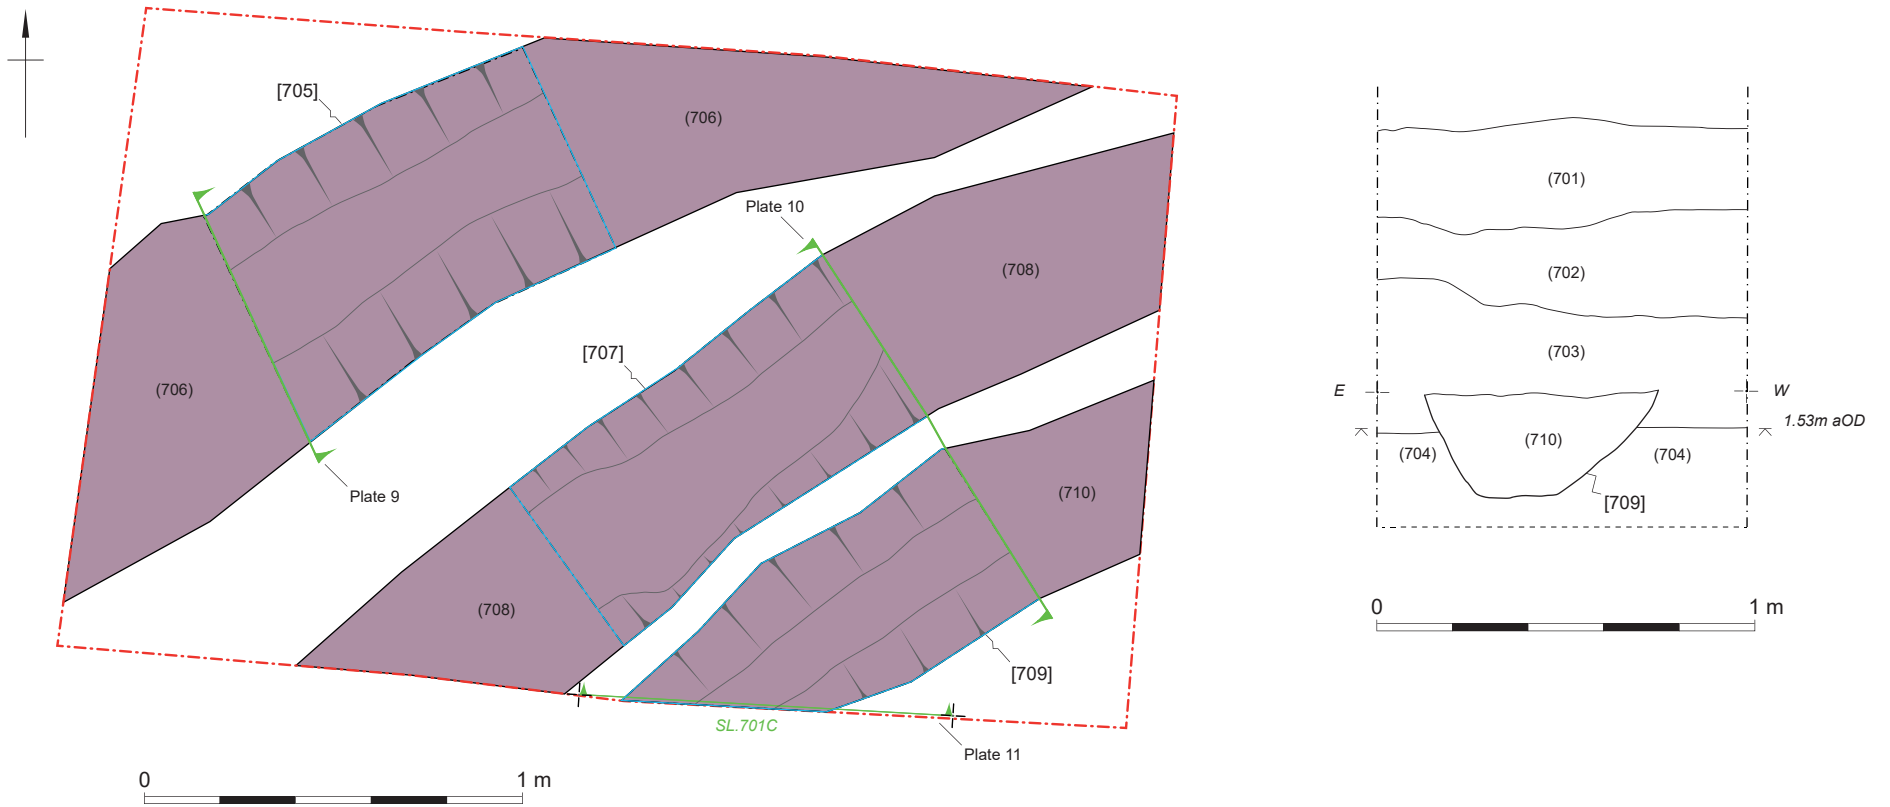 [705]
(706)
Plate 10
(708)
[707]
(706)
Plate 9
(710)
(708)
[709]
SL.701C
Plate 11
0 1 m
(701)
(702)
(703)
E W
1.53m aOD
(704) (710) (704)
[709]
0 1 m